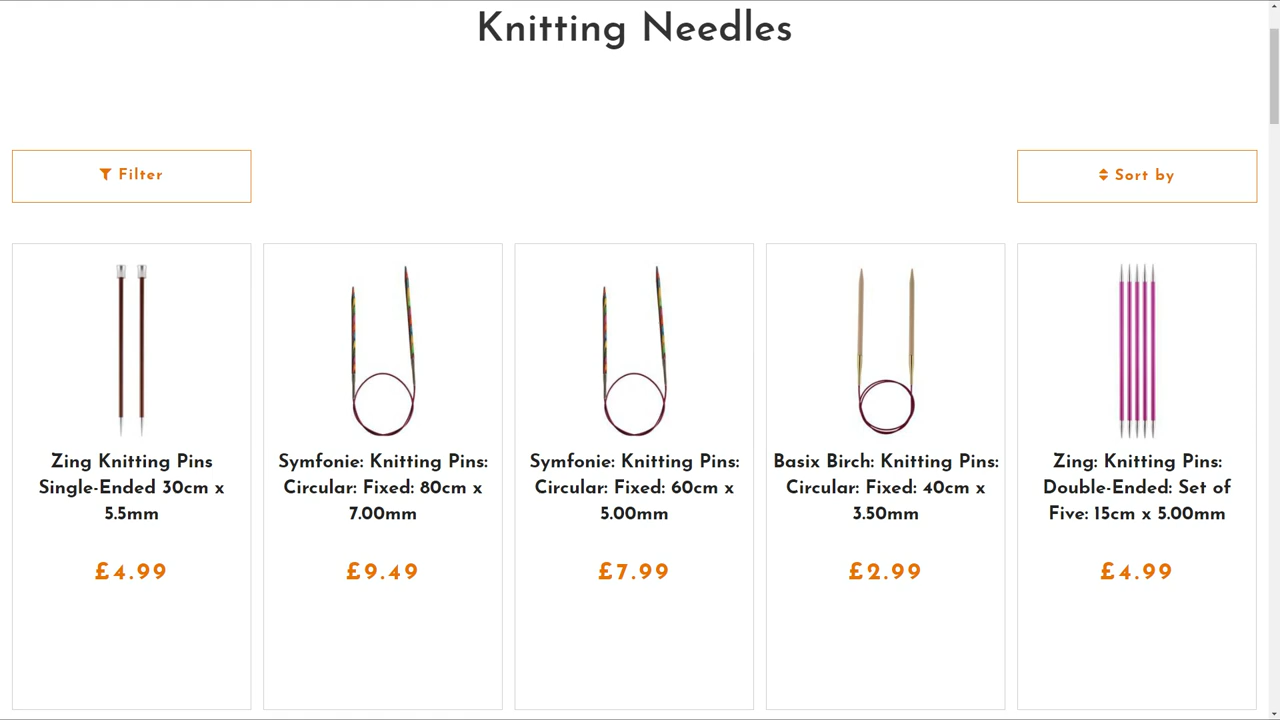 Knitting Needles
Filter
Sort by
Zing Knitting Pins
Single-Ended 30cm x
5.5mm
£4.99
Symfonie: Knitting Pins:
Circular: Fixed: 80cm x
7.00mm
£9.49
Symfonie: Knitting Pins:
Circular: Fixed: 60cm x
5.00mm
£7.99
Basix Birch: Knitting Pins:
Circular: Fixed: 40cm x
3.50mm
£2.99
Zing: Knitting Pins:
Double-Ended: Set of
Five: 15cm x 5.00mm
£4.99